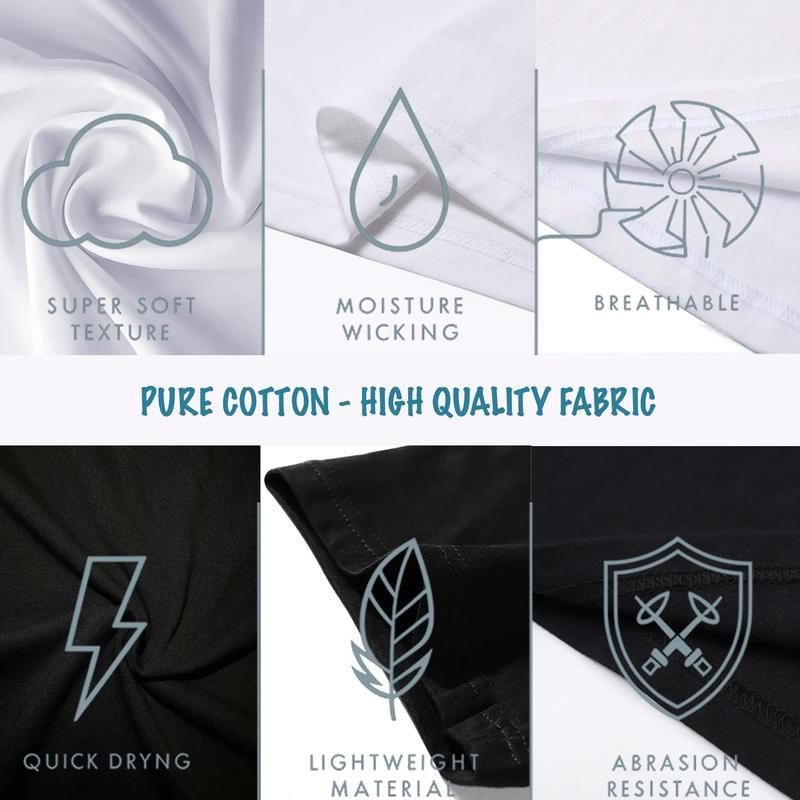 SUPER SOFT
TEXTURE
MOISTURE
WICKING
BREATHABLE
PURE COTTON - HIGH QUALITY FABRIC
QUICK DRYNG
LIGHTWEIGHT
MATERIAL
ABRASION
RESISTANCE